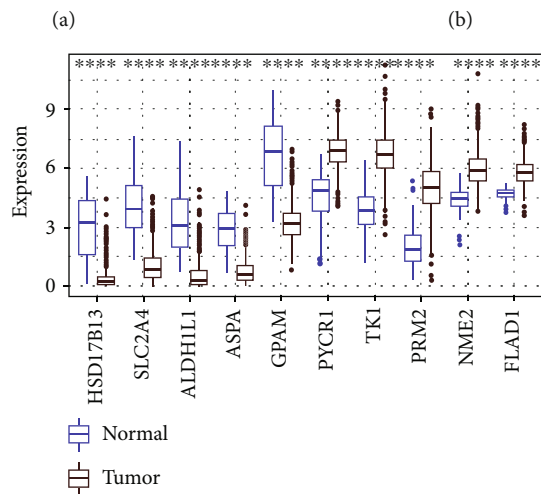 (a) (b)
**** **** **** **** **** **** **** **** **** ****
9
6
3
0
Expression
HSD17B13
SLC2A4
ALDH1L1
ASPA
GPAM
PYCR1
TK1
PRM2
NME2
FLAD1
Normal
Tumor